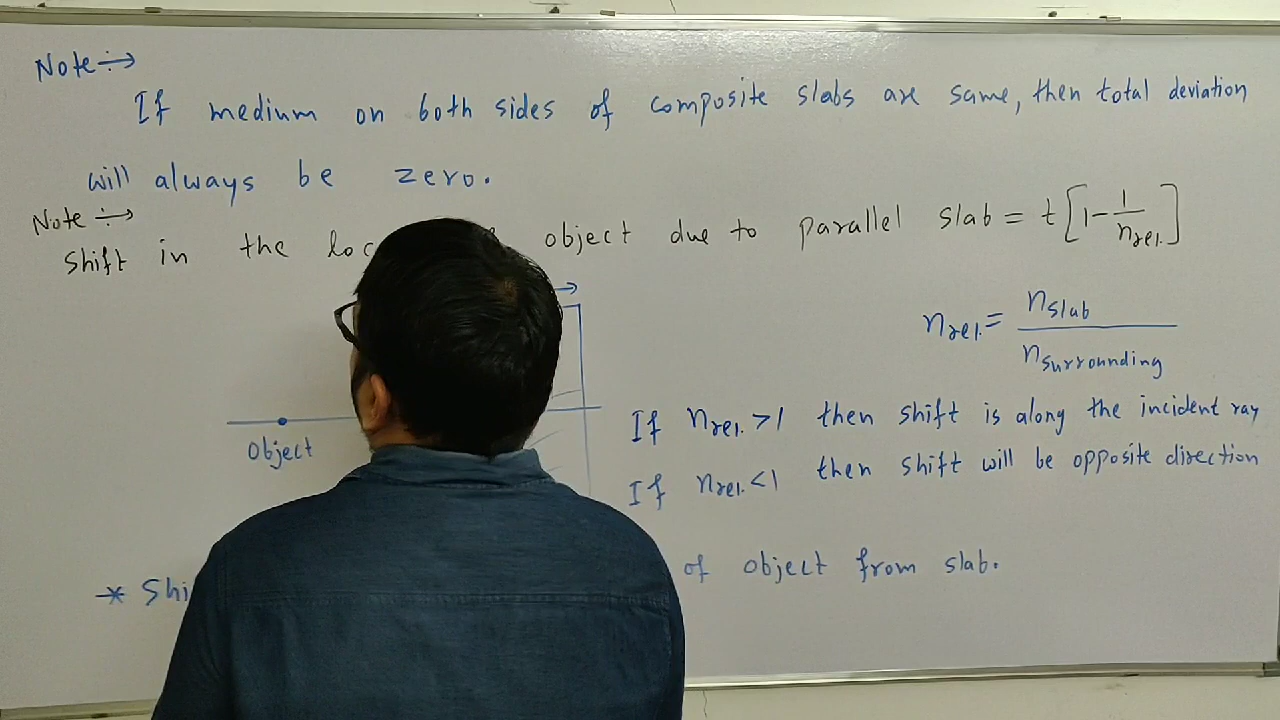 Note :→
If medium on both sides of composite slabs are same, then total deviation
will always be zero.
Note :→
Shift in the object due to parallel slab = t[1-1/nrel.]
nrel. = nslab/nsurrounding
Object
If nrel. >1 then shift is along the incident ray
If nrel. <1 then shift will be opposite direction
* of object from slab.